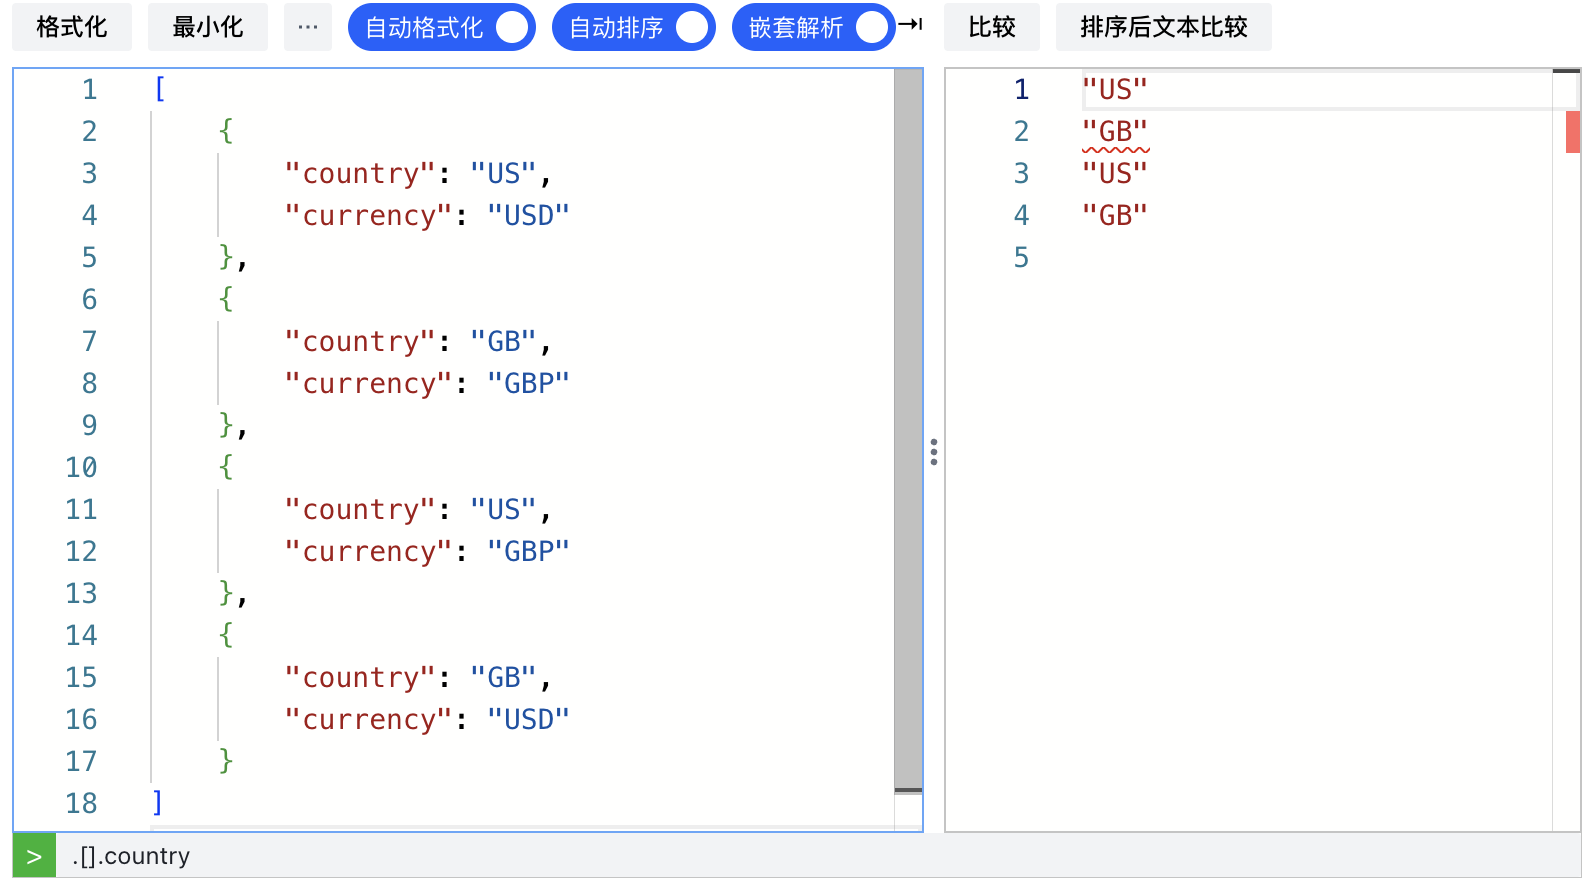 格式化 最小化 ··· 自动格式化 自动排序 嵌套解析 比较 排序后文本比较
1 [
2 {
3 "country": "US",
4 "currency": "USD"
5 },
6 {
7 "country": "GB",
8 "currency": "GBP"
9 },
10 {
11 "country": "US",
12 "currency": "GBP"
13 },
14 {
15 "country": "GB",
16 "currency": "USD"
17 }
18 ]
1 "US"
2 "GB"
3 "US"
4 "GB"
5
> .[].country